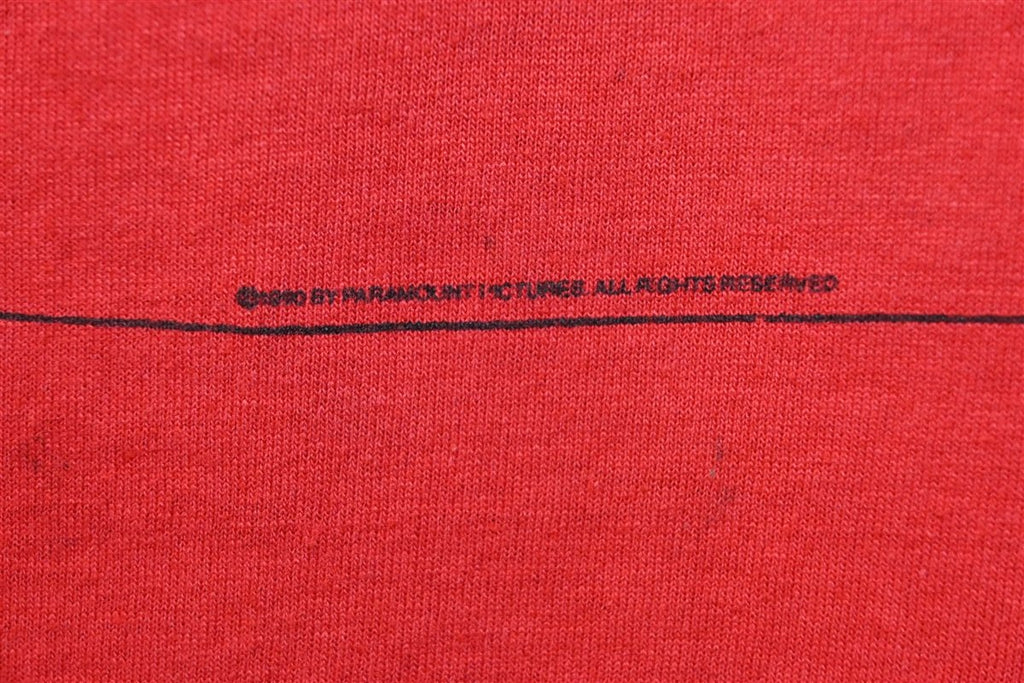 ©1990 BY PARAMOUNT PICTURES. ALL RIGHTS RESERVED